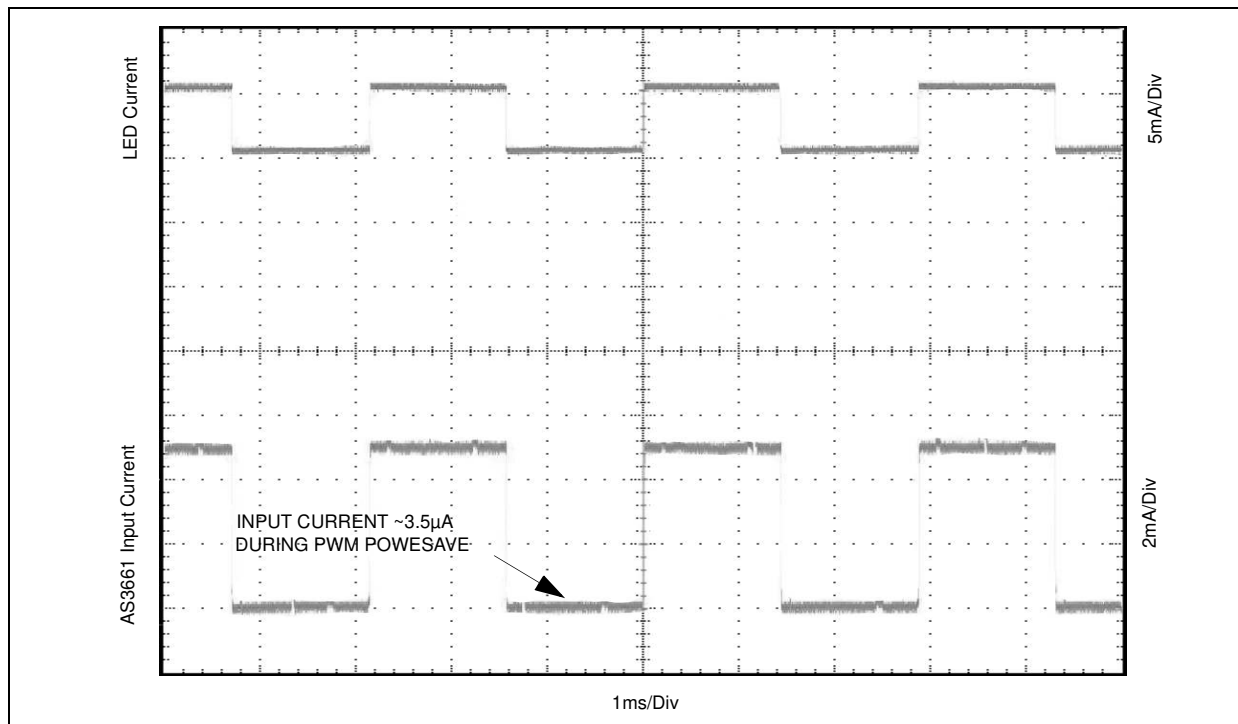 LED Current
5mA/Div
AS3661 Input Current
INPUT CURRENT ~3.5µA
DURING PWM POWESAVE
2mA/Div
1ms/Div